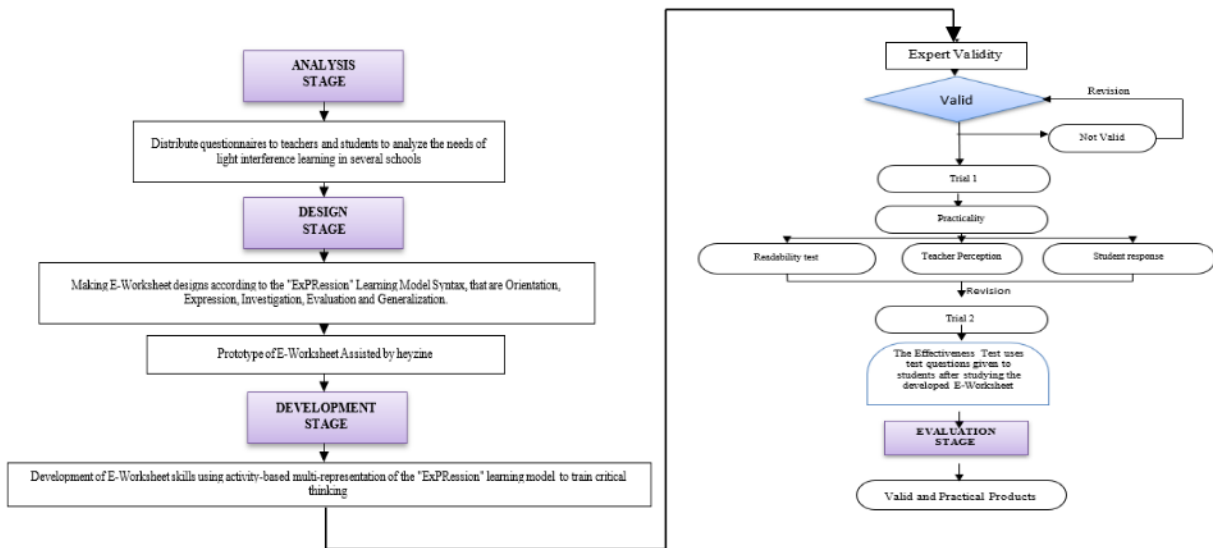 ANALYSIS
STAGE
Distribute questionnaire to teachers and students to analyze the needs of
light interference learning in several schools
DESIGN
STAGE
Making E-Worksheet designs according to the "ExPRession" Learning Model Syntax, that are Orientation,
Expression, Investigation, Evaluation and Generalization.
Prototype of E-Worksheet Assisted by heyzine
DEVELOPMENT
STAGE
Development of E-Worksheet skills using activity-based multi-representation of the "ExPRession" learning model to train critical
thinking
Expert Validity
Valid
Revision
Not Valid
Trial 1
Practicality
Readability test
Teacher Perception
Student response
Revision
Trial 2
The Effectiveness Test uses
test questions given to
students after studying the
developed E-Worksheet
EVALUATION
STAGE
Valid and Practical Products